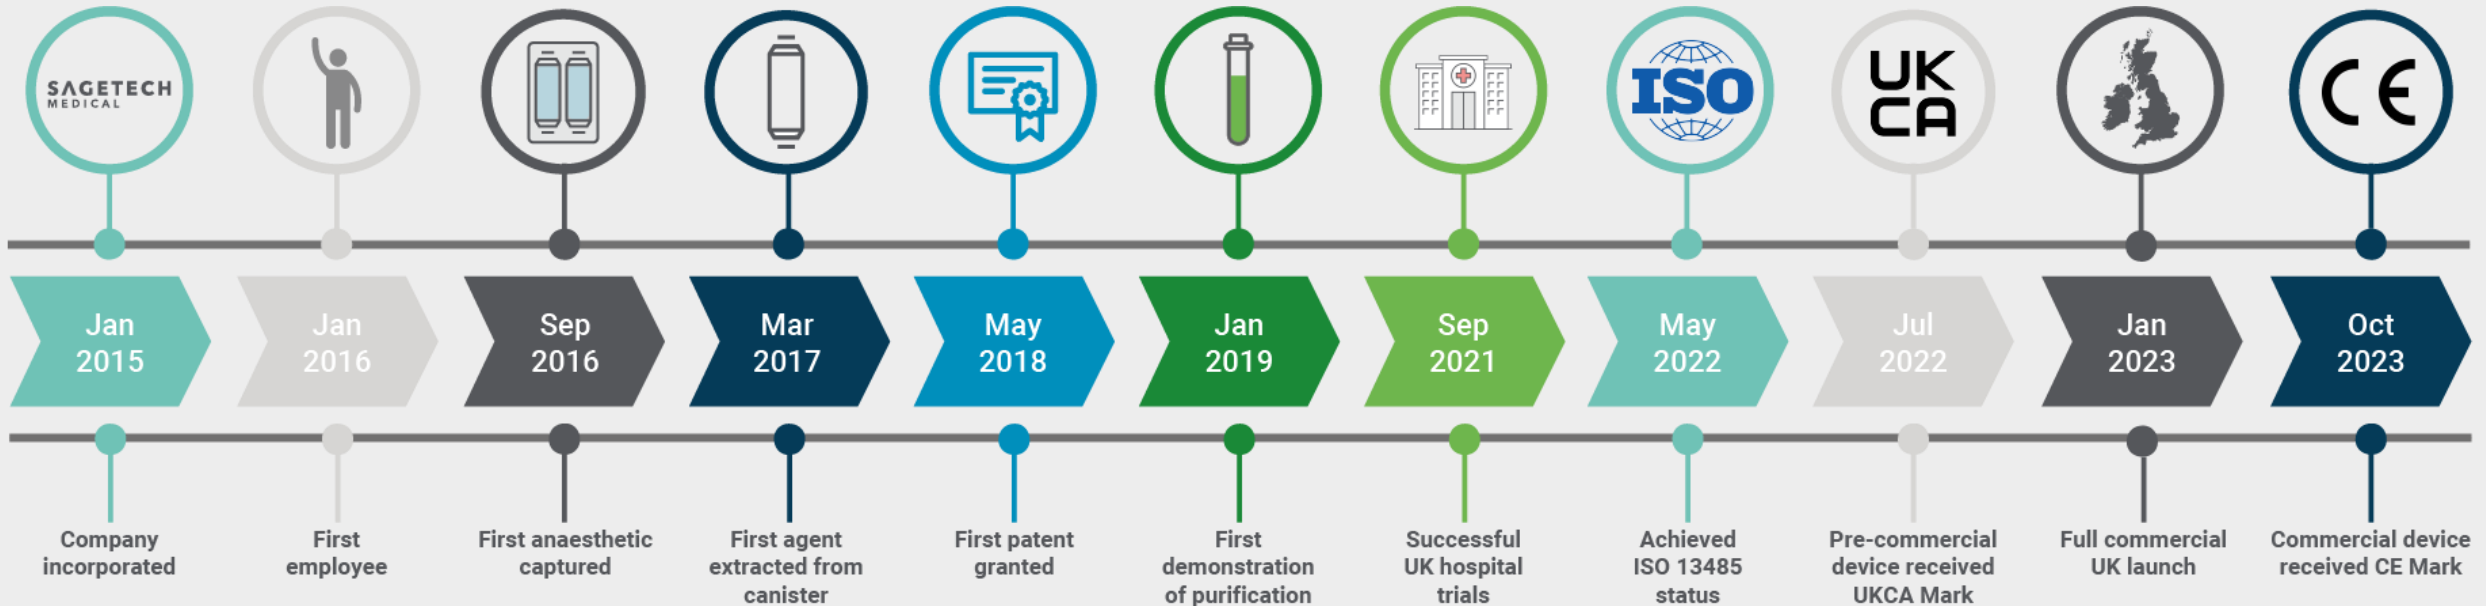 SAGETECH
MEDICAL
ISO
UK
CA
CE
Jan
2015
Jan
2016
Sep
2016
Mar
2017
May
2018
Jan
2019
Sep
2021
May
2022
Jul
2022
Jan
2023
Oct
2023
Company
incorporated
First
employee
First anaesthetic
captured
First agent
extracted from
canister
First patent
granted
First
demonstration
of purification
Successful
UK hospital
trials
Achieved
ISO 13485
status
Pre-commercial
device received
UKCA Mark
Full commercial
UK launch
Commercial device
received CE Mark